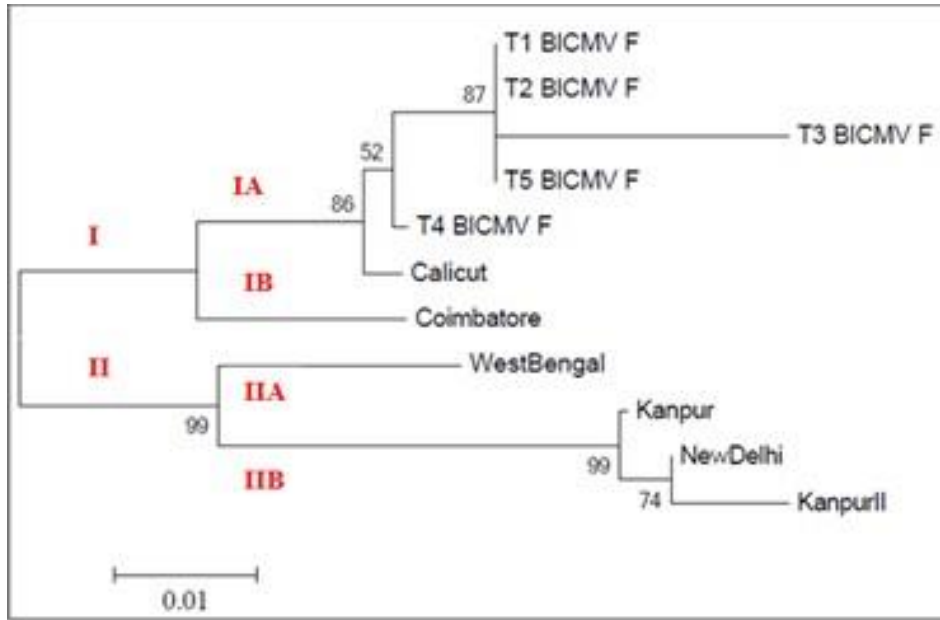 T1 BICMV F
87
T2 BICMV F
T3 BICMV F
52
T5 BICMV F
IA
86
T4 BICMV F
I
Calicut
IB
Coimbatore
II
WestBengal
IIA
99
Kanpur
NewDelhi
99
IIB
74
KanpurII
0.01